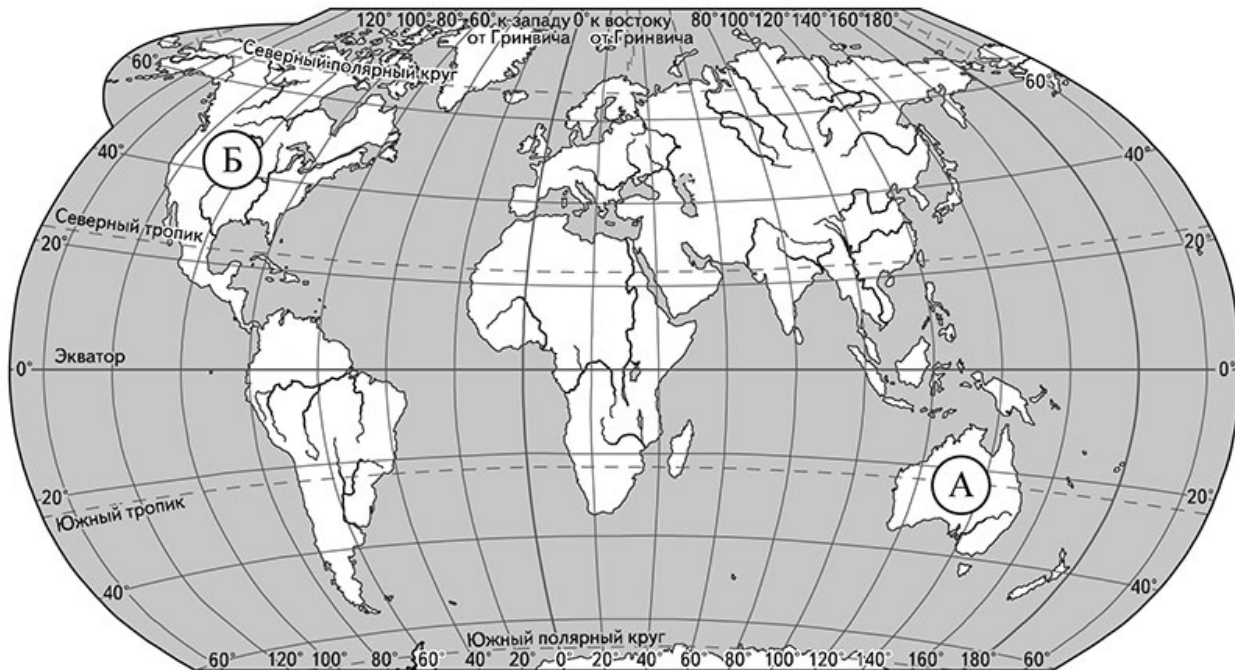 120° 100° 80° 60° к западу 0° к востоку 80° 100° 120° 140° 160° 180°
от Гринвича от Гринвича
Северный полярный круг
60° 60°
Б
40° 40°
Северный тропик
20° 20°
Экватор
0° 0°
А
20° 20°
Южный тропик
40° 40°
Южный полярный круг
60° 120° 100° 80° 60° 40° 20° 0° 20° 40° 60° 80° 100° 120° 140° 180° 60°